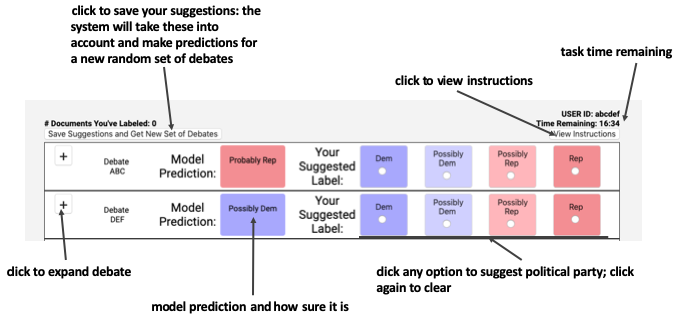 click to save your suggestions: the
system will take these into
account and make predictions for
a new random set of debates
task time remaining
click to view instructions
USER ID: abcdef
# Documents You've Labeled: 0
Time Remaining: 16:34
Save Suggestions and Get New Set of Debates
View Instructions
+
Debate
ABC
Model
Prediction:
Probably Rep
Your
Suggested
Label:
Dem
Possibly
Dem
Possibly
Rep
Rep
+
Debate
DEF
Model
Prediction:
Possibly Dem
Your
Suggested
Label:
Dem
Possibly
Dem
Possibly
Rep
Rep
click to expand debate
click any option to suggest political party; click
again to clear
model prediction and how sure it is